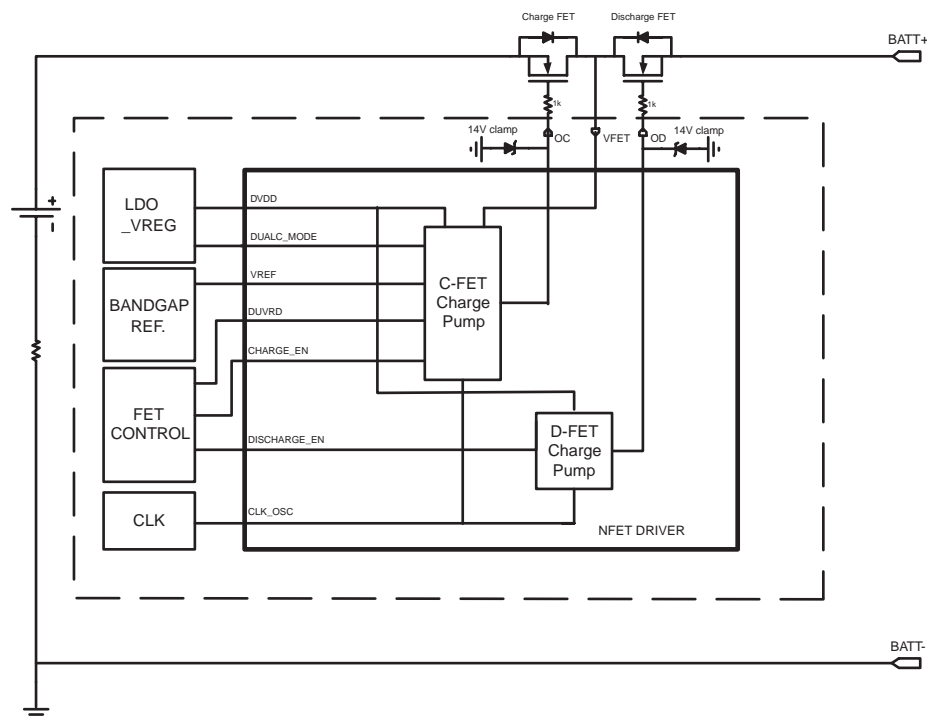 Charge FET
Discharge FET
BATT+
1k
1k
14V clamp
OC
VFET
OD
14V clamp
+
LDO
_VREG
DVDD
DUALC_MODE
BANDGAP
REF.
VREF
DUVRD
C-FET
Charge
Pump
CHARGE_EN
FET
CONTROL
DISCHARGE_EN
D-FET
Charge
Pump
CLK
CLK_OSC
NFET DRIVER
BATT-